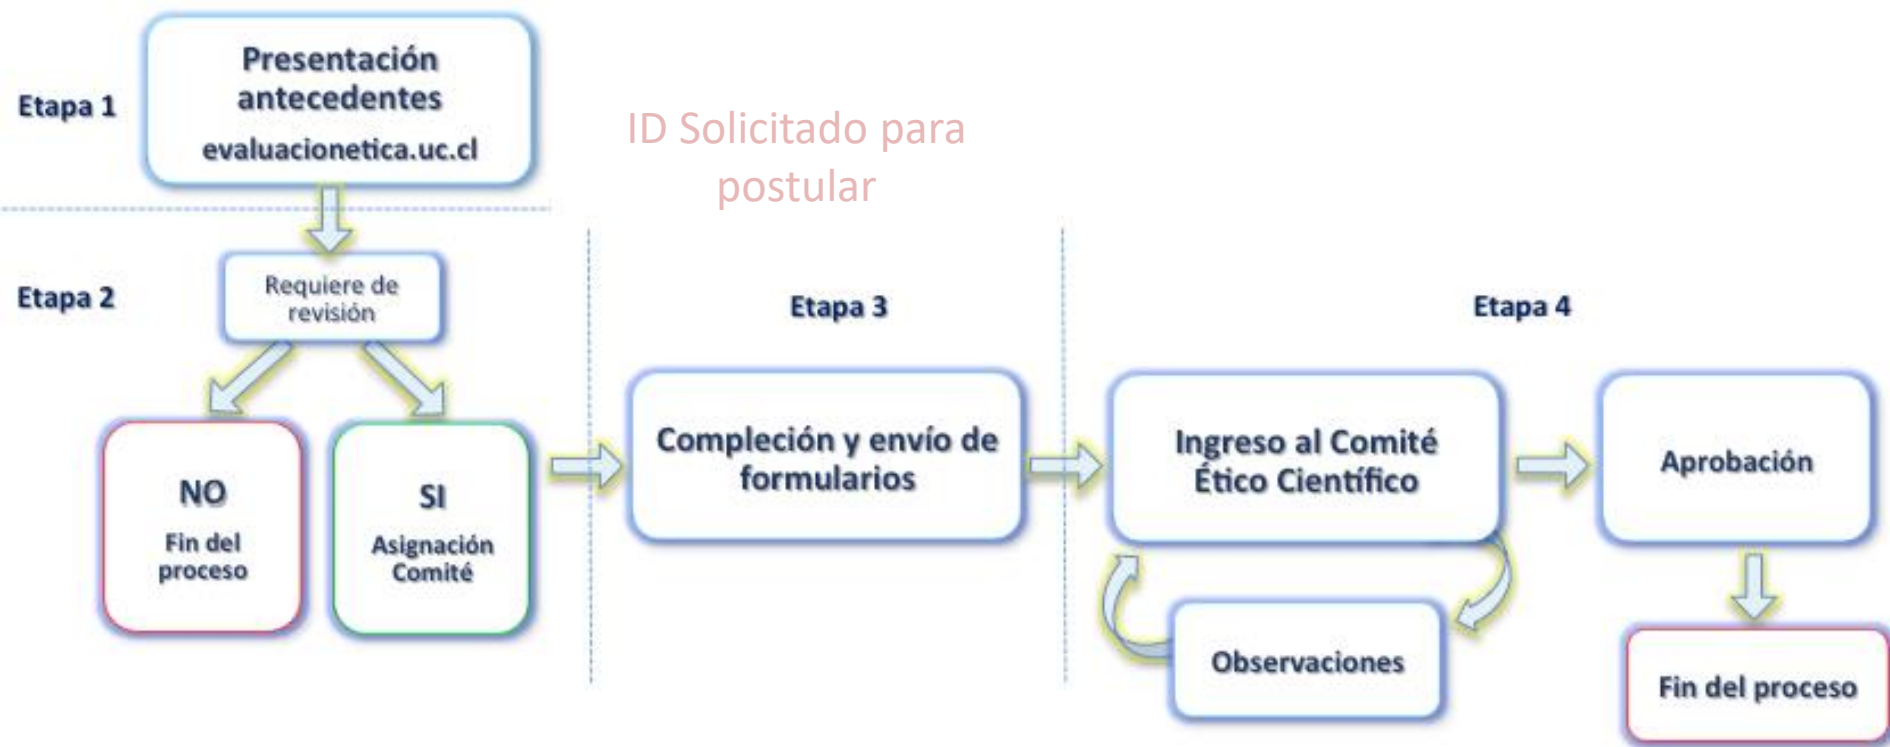 Etapa 1
Presentación
antecedentes
evaluacionetica.uc.cl
ID Solicitado para
postular
Etapa 2
Requiere de
revisión
NO
Fin del
proceso
SI
Asignación
Comité
Etapa 3
Compleción y envío de
formularios
Etapa 4
Ingreso al Comité
Ético Científico
Observaciones
Aprobación
Fin del proceso